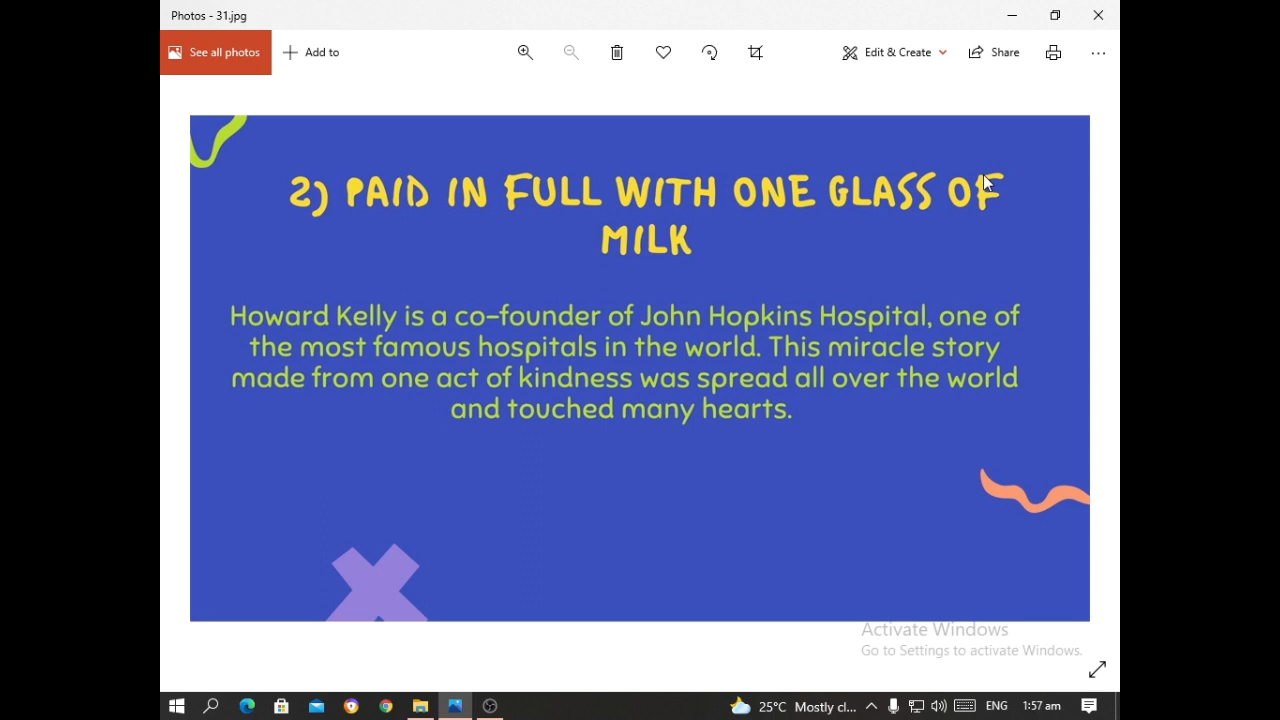 Photos - 31.jpg
See all photos
Add to
Edit & Create
Share
2) PAID IN FULL WITH ONE GLASS OF
MILK
Howard Kelly is a co-founder of John Hopkins Hospital, one of
the most famous hospitals in the world. This miracle story
made from one act of kindness was spread all over the world
and touched many hearts.
Activate Windows
Go to Settings to activate Windows.
25°C Mostly cl...
ENG
1:57 am